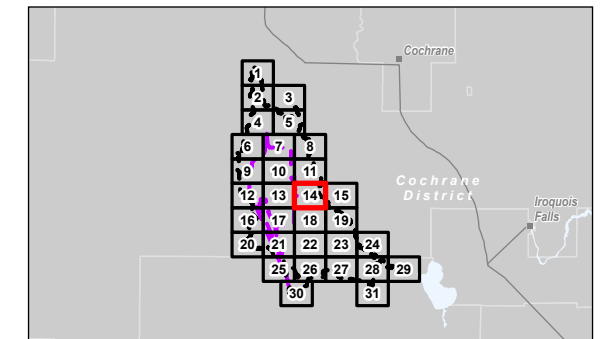 Cochrane
1
2 3
4 5
6 7 8
9 10 11
12 13 14 15
Cochrane
District
Iroquois
Falls
16 17 18 19
20 21 22 23 24
25 26 27 28 29
30 31